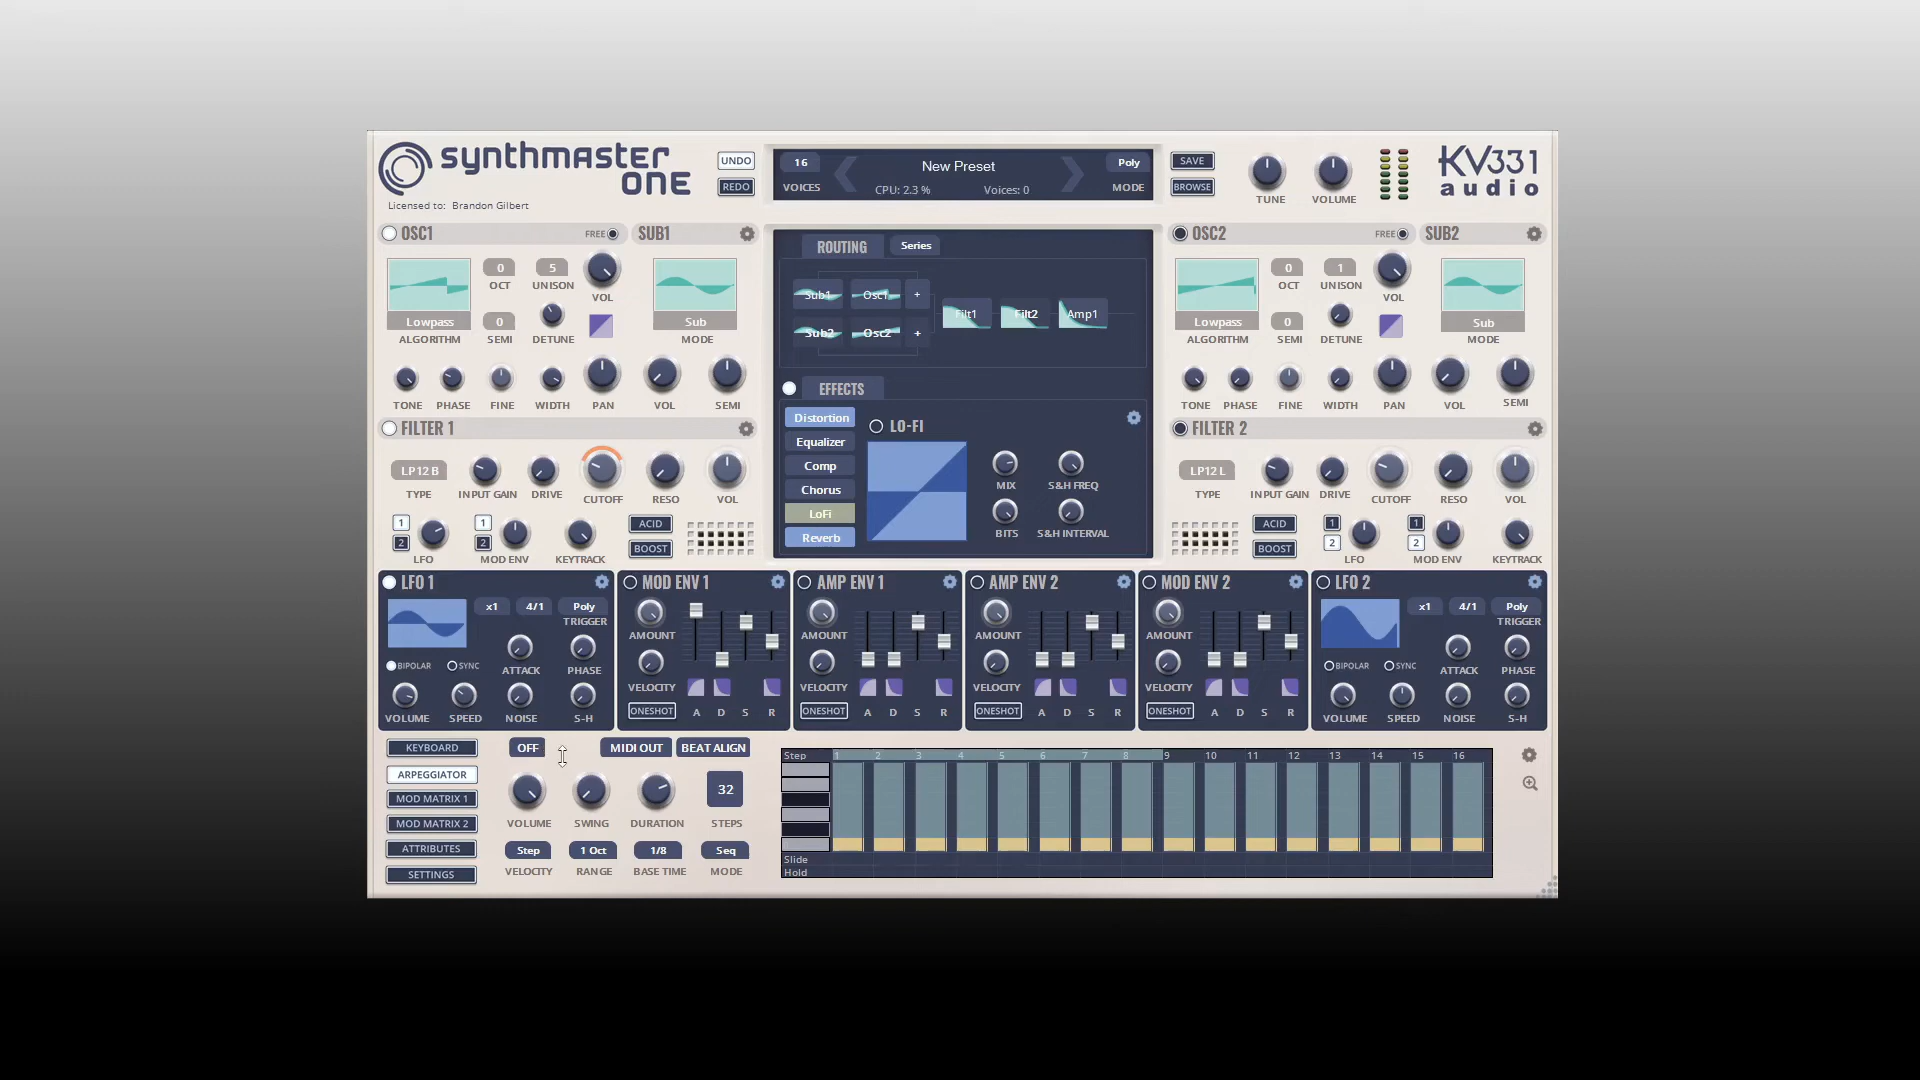 synthmaster ONE
Licensed to: Brandon Gilbert
UNDO
REDO
16
VOICES
New Preset
CPU: 2.3 %
Voices: 0
Poly
MODE
SAVE
BROWSE
TUNE
VOLUME
KV331 audio
OSC1
FREE
SUB1
0
OCT
5
UNISON
VOL
Lowpass
ALGORITHM
0
SEMI
DETUNE
Sub
MODE
TONE
PHASE
FINE
WIDTH
PAN
VOL
SEMI
FILTER 1
LP12 B
TYPE
INPUT GAIN
DRIVE
CUTOFF
RESO
VOL
1
2
LFO
1
2
MOD ENV
KEYTRACK
ACID
BOOST
ROUTING
Series
Sub1
Osc1
+
Sub2
Osc2
+
Filt1
Filt2
Amp1
EFFECTS
Distortion
Equalizer
Comp
Chorus
LoFi
Reverb
LO-FI
MIX
S&H FREQ
BITS
S&H INTERVAL
OSC2
FREE
SUB2
0
OCT
1
UNISON
VOL
Lowpass
ALGORITHM
0
SEMI
DETUNE
Sub
MODE
TONE
PHASE
FINE
WIDTH
PAN
VOL
SEMI
FILTER 2
LP12 L
TYPE
INPUT GAIN
DRIVE
CUTOFF
RESO
VOL
ACID
BOOST
1
2
LFO
1
2
MOD ENV
KEYTRACK
LFO 1
x1
4/1
Poly
TRIGGER
BIPOLAR
SYNC
ATTACK
PHASE
VOLUME
SPEED
NOISE
S-H
MOD ENV 1
AMOUNT
VELOCITY
ONESHOT
A D S R
AMP ENV 1
AMOUNT
VELOCITY
ONESHOT
A D S R
AMP ENV 2
AMOUNT
VELOCITY
ONESHOT
A D S R
MOD ENV 2
AMOUNT
VELOCITY
ONESHOT
A D S R
LFO 2
x1
4/1
Poly
TRIGGER
BIPOLAR
SYNC
ATTACK
PHASE
VOLUME
SPEED
NOISE
S-H
KEYBOARD
ARPEGGIATOR
MOD MATRIX 1
MOD MATRIX 2
ATTRIBUTES
SETTINGS
OFF
MIDI OUT
BEAT ALIGN
VOLUME
SWING
DURATION
32
STEPS
Step
VELOCITY
1 Oct
RANGE
1/8
BASE TIME
Seq
MODE
Step 1 2 3 4 5 6 7 8 9 10 11 12 13 14 15 16
Slide
Hold